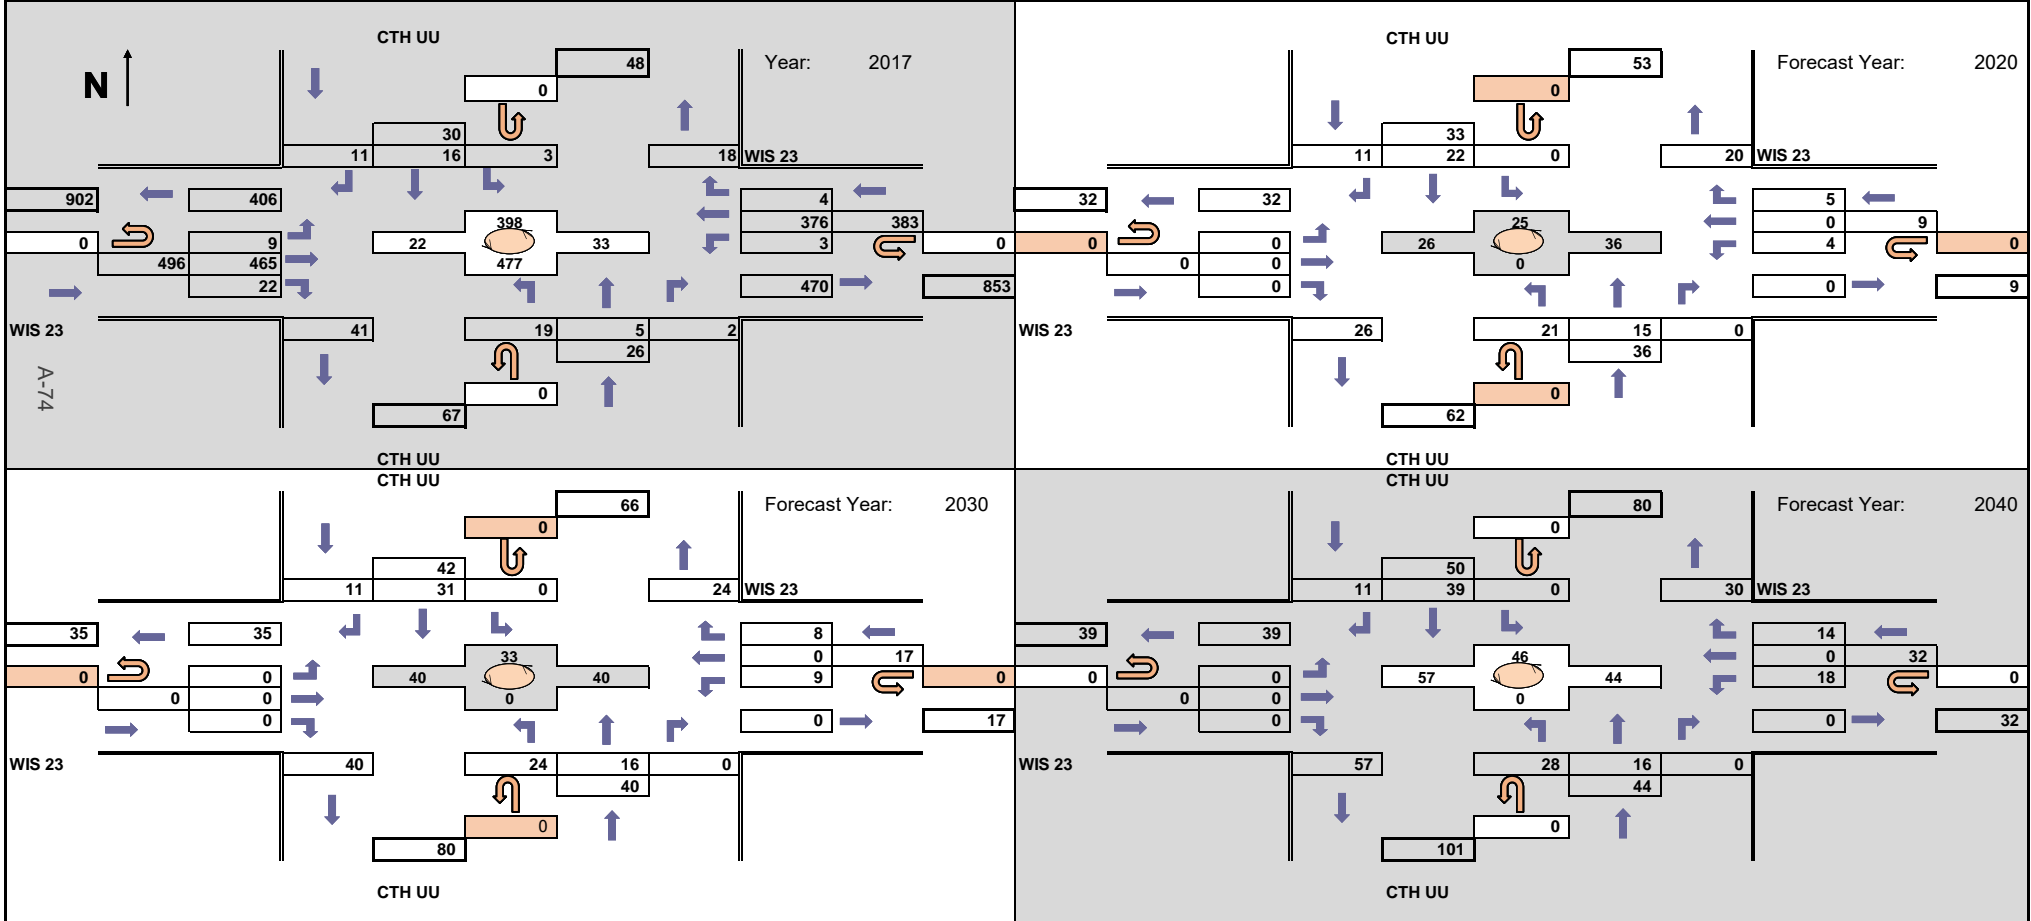 CTH UU
48
Year: 2017
0
N
30
11 16 3 18 WIS 23
902 406 4
398 376 383
0 9 22 33 3 0
496 465 477
22 470 853
WIS 23 41 19 5 2
26
A-74
0
67
CTH UU
CTH UU
53
Forecast Year: 2020
0
33
11 22 0 20 WIS 23
32 32 5
25 0 9
0 0 26 36 4 0
0 0 0
0 0 9
WIS 23 26 21 15 0
36
0
62
CTH UU
CTH UU
66
Forecast Year: 2030
0
42
11 31 0 24 WIS 23
35 35 8
33 0 17
0 0 40 40 9 0
0 0 0
0 0 17
WIS 23 40 24 16 0
40
0
80
CTH UU
CTH UU
80
Forecast Year: 2040
0
50
11 39 0 30 WIS 23
39 39 14
46 0 32
0 0 57 44 18 0
0 0 0
0 0 32
WIS 23 57 28 16 0
44
0
101
CTH UU